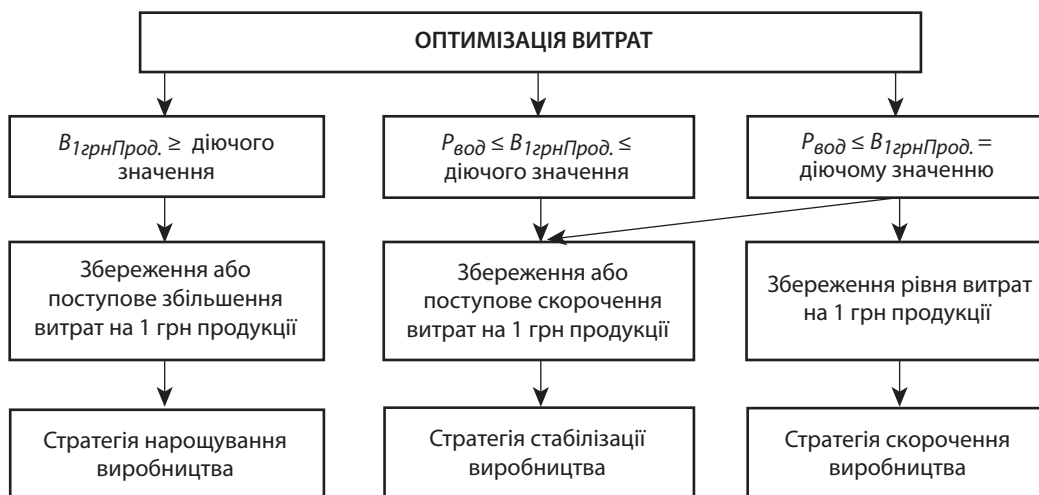 ОПТИМІЗАЦІЯ ВИТРАТ
В1грнПрод. ≥ діючого
значення
Рвод ≤ В1грнПрод. ≤
діючого значення
Рвод ≤ В1грнПрод. =
діючому значенню
Збереження або
поступове збільшення
витрат на 1 грн продукції
Збереження або
поступове скорочення
витрат на 1 грн продукції
Збереження рівня витрат
на 1 грн продукції
Стратегія нарощування
виробництва
Стратегія стабілізації
виробництва
Стратегія скорочення
виробництва